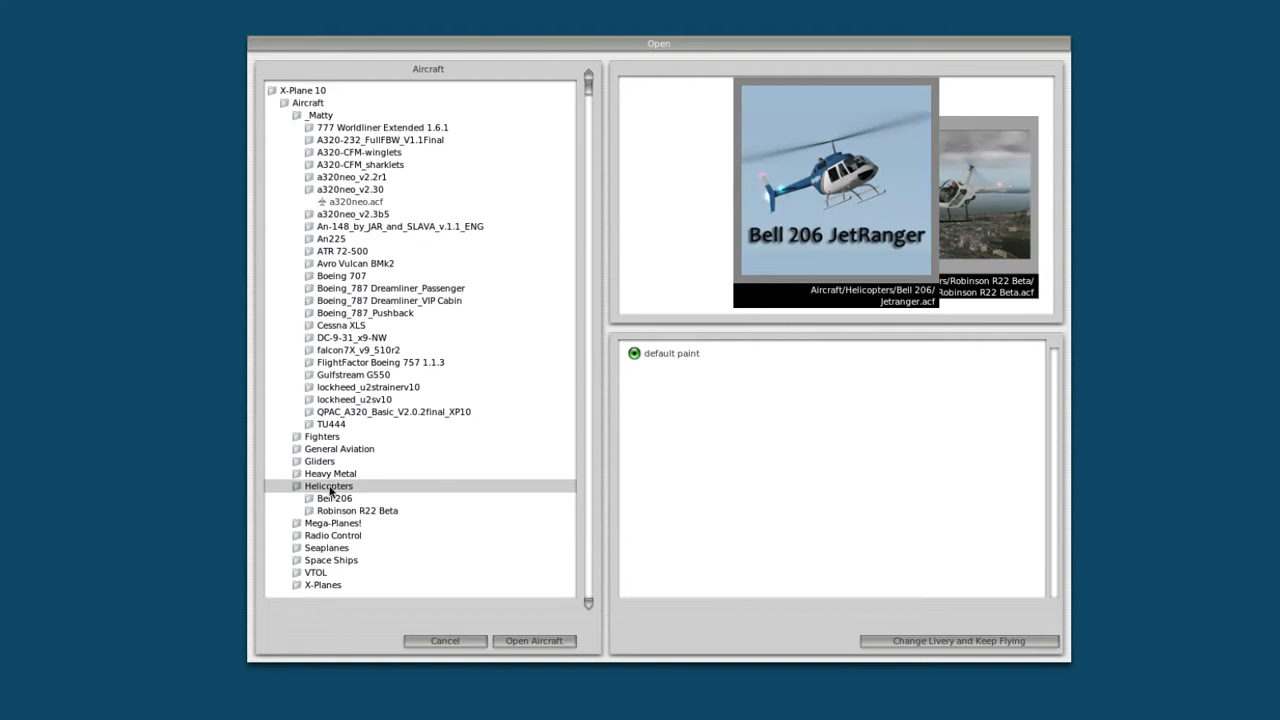 Open
Aircraft
X-Plane 10
Aircraft
_Matty
777 Worldliner Extended 1.6.1
A320-232_FullFBW_V1.1Final
A320-CFM-winglets
A320-CFM_sharklets
a320neo_v2.2r1
a320neo_v2.30
a320neo.acf
a320neo_v2.3b5
An-148_by_JAR_and_SLAVA_v.1.1_ENG
An225
ATR 72-500
Avro Vulcan BMk2
Boeing 707
Boeing_787 Dreamliner_Passenger
Boeing_787 Dreamliner_VIP Cabin
Boeing_787_Pushback
Cessna XLS
DC-9-31_x9-NW
falcon7X_v9_510r2
FlightFactor Boeing 757 1.1.3
Gulfstream G550
lockheed_u2strainerv10
lockheed_u2sv10
QPAC_A320_Basic_V2.0.2final_XP10
TU444
Fighters
General Aviation
Gliders
Heavy Metal
Helicopters
Bell 206
Robinson R22 Beta
Mega-Planes!
Radio Control
Seaplanes
Space Ships
VTOL
X-Planes
Cancel
Open Aircraft
Bell 206 JetRanger
Aircraft/Helicopters/Bell 206/
Jetranger.acf
rs/Robinson R22 Beta/
Robinson R22 Beta.acf
default paint
Change Livery and Keep Flying